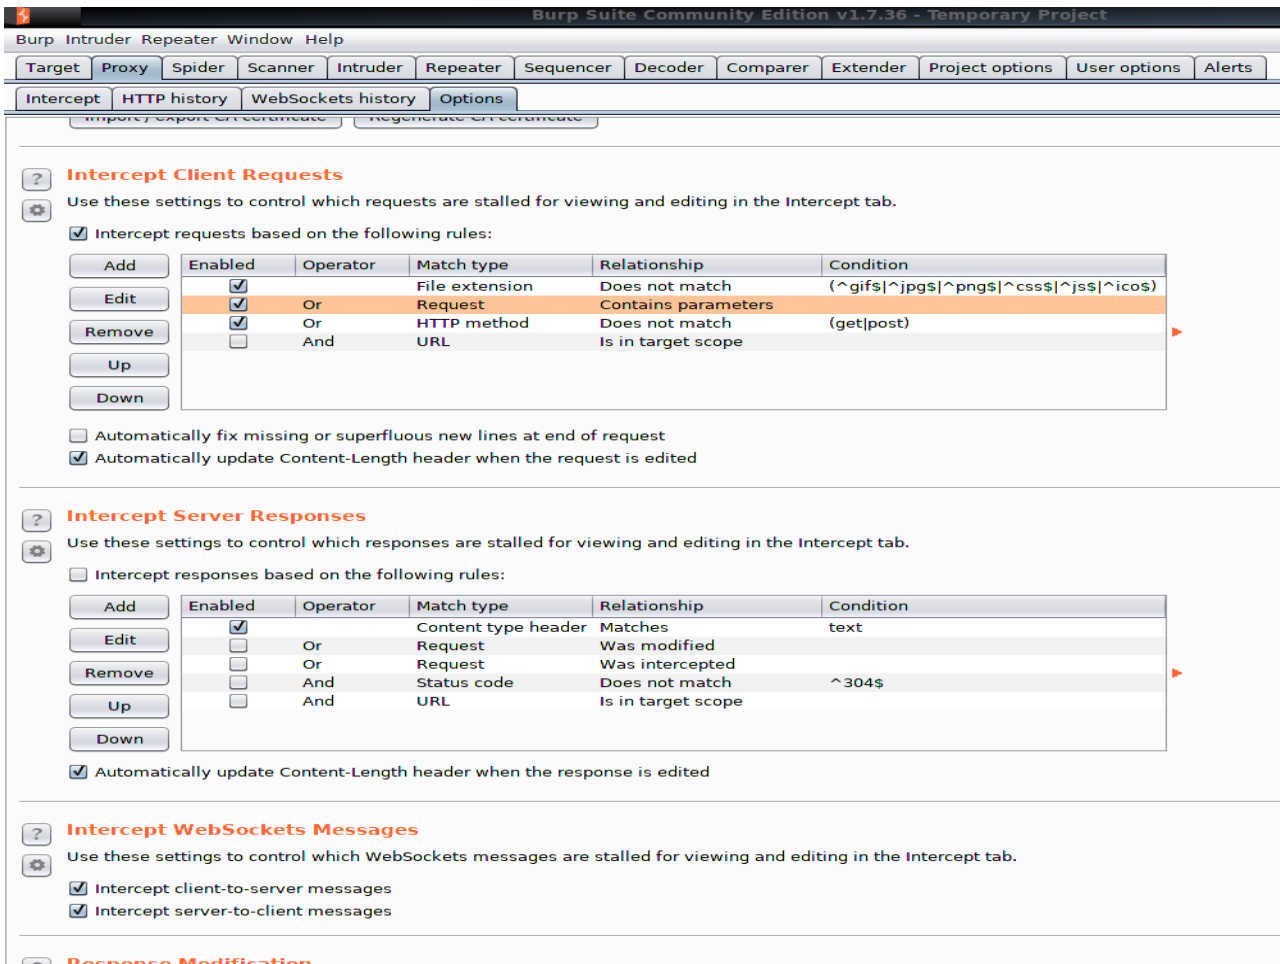 Burp Suite Community Edition v1.7.36 - Temporary Project
Burp Intruder Repeater Window Help
Target Proxy Spider Scanner Intruder Repeater Sequencer Decoder Comparer Extender Project options User options Alerts
Intercept HTTP history WebSockets history Options
Import / export CA certificate Regenerate CA certificate
? Intercept Client Requests
Use these settings to control which requests are stalled for viewing and editing in the Intercept tab.
Intercept requests based on the following rules:
Add Enabled Operator Match type Relationship Condition
File extension Does not match (^gif$|^jpg$|^png$|^css$|^js$|^ico$)
Edit Or Request Contains parameters
Or HTTP method Does not match (get|post)
Remove And URL Is in target scope
Up
Down
Automatically fix missing or superfluous new lines at end of request
Automatically update Content-Length header when the request is edited
? Intercept Server Responses
Use these settings to control which responses are stalled for viewing and editing in the Intercept tab.
Intercept responses based on the following rules:
Add Enabled Operator Match type Relationship Condition
Content type header Matches text
Edit Or Request Was modified
Or Request Was intercepted
Remove And Status code Does not match ^304$
Up And URL Is in target scope
Down
Automatically update Content-Length header when the response is edited
? Intercept WebSockets Messages
Use these settings to control which WebSockets messages are stalled for viewing and editing in the Intercept tab.
Intercept client-to-server messages
Intercept server-to-client messages
Response Modification